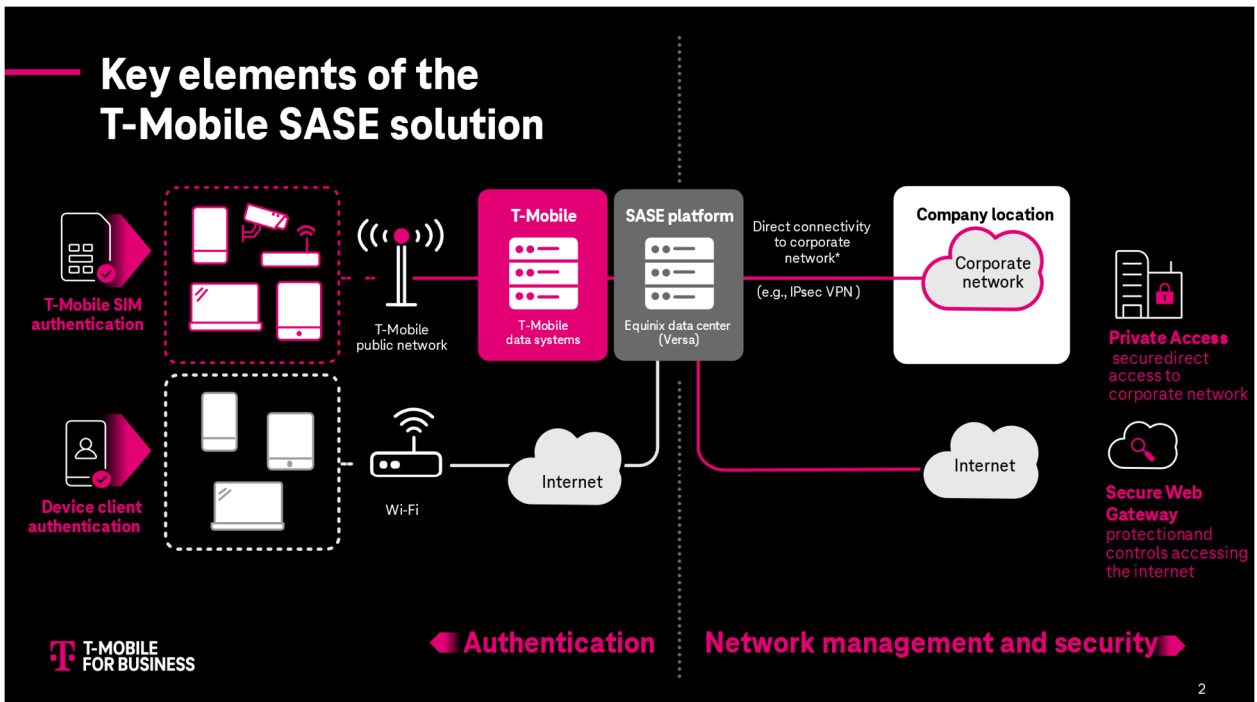 Key elements of the
T-Mobile SASE solution
T-Mobile SIM
authentication
T-Mobile
public network
T-Mobile
T-Mobile
data systems
SASE platform
Equinix data center
(Versa)
Direct connectivity
to corporate
network*
(e.g., IPsec VPN )
Company location
Corporate
network
Private Access
securedirect
access to
corporate network
Device client
authentication
Wi-Fi
Internet
Internet
Secure Web
Gateway
protectionand
controls accessing
the internet
Authentication
Network management and security
T-MOBILE
FOR BUSINESS
2